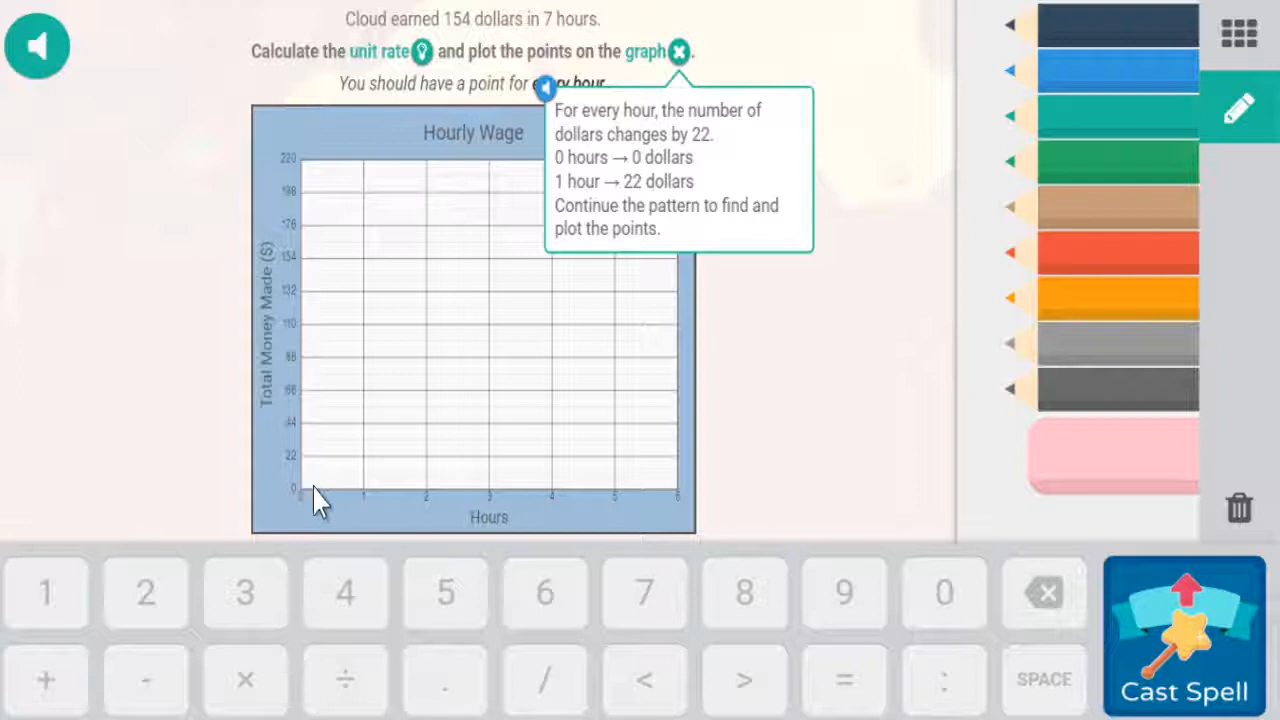 Cloud earned 154 dollars in 7 hours.
Calculate the unit rate and plot the points on the graph.
You should have a point for every hour.
For every hour, the number of
dollars changes by 22.
0 hours → 0 dollars
1 hour → 22 dollars
Continue the pattern to find and
plot the points.
Hourly Wage
Total Money Made ($)
220
198
176
154
132
110
88
66
44
22
0
0 1 2 3 4 5 6
Hours
1 2 3 4 5 6 7 8 9 0
+ - × ÷ . / < > = : SPACE
Cast Spell